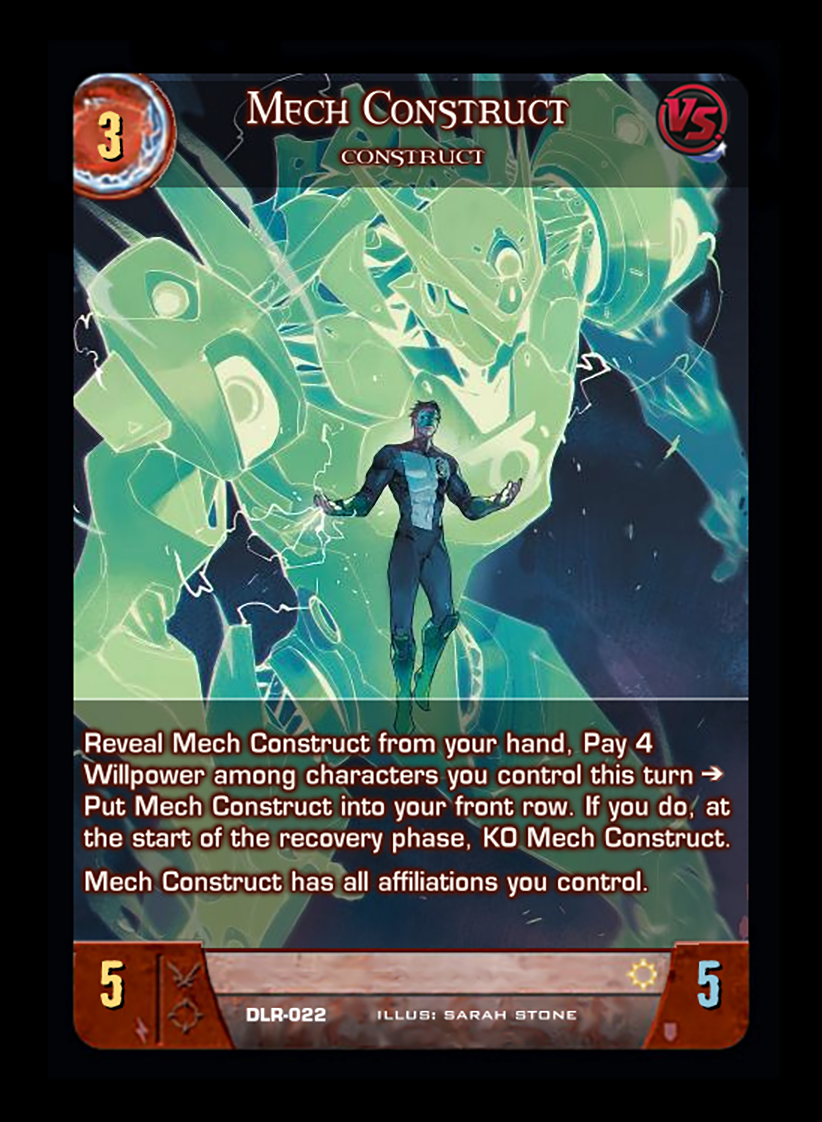 3
Mech Construct
VS
CONSTRUCT
Reveal Mech Construct from your hand, Pay 4
Willpower among characters you control this turn ➔
Put Mech Construct into your front row. If you do, at
the start of the recovery phase, KO Mech Construct.
Mech Construct has all affiliations you control.
5
5
DLR-022 ILLUS: SARAH STONE